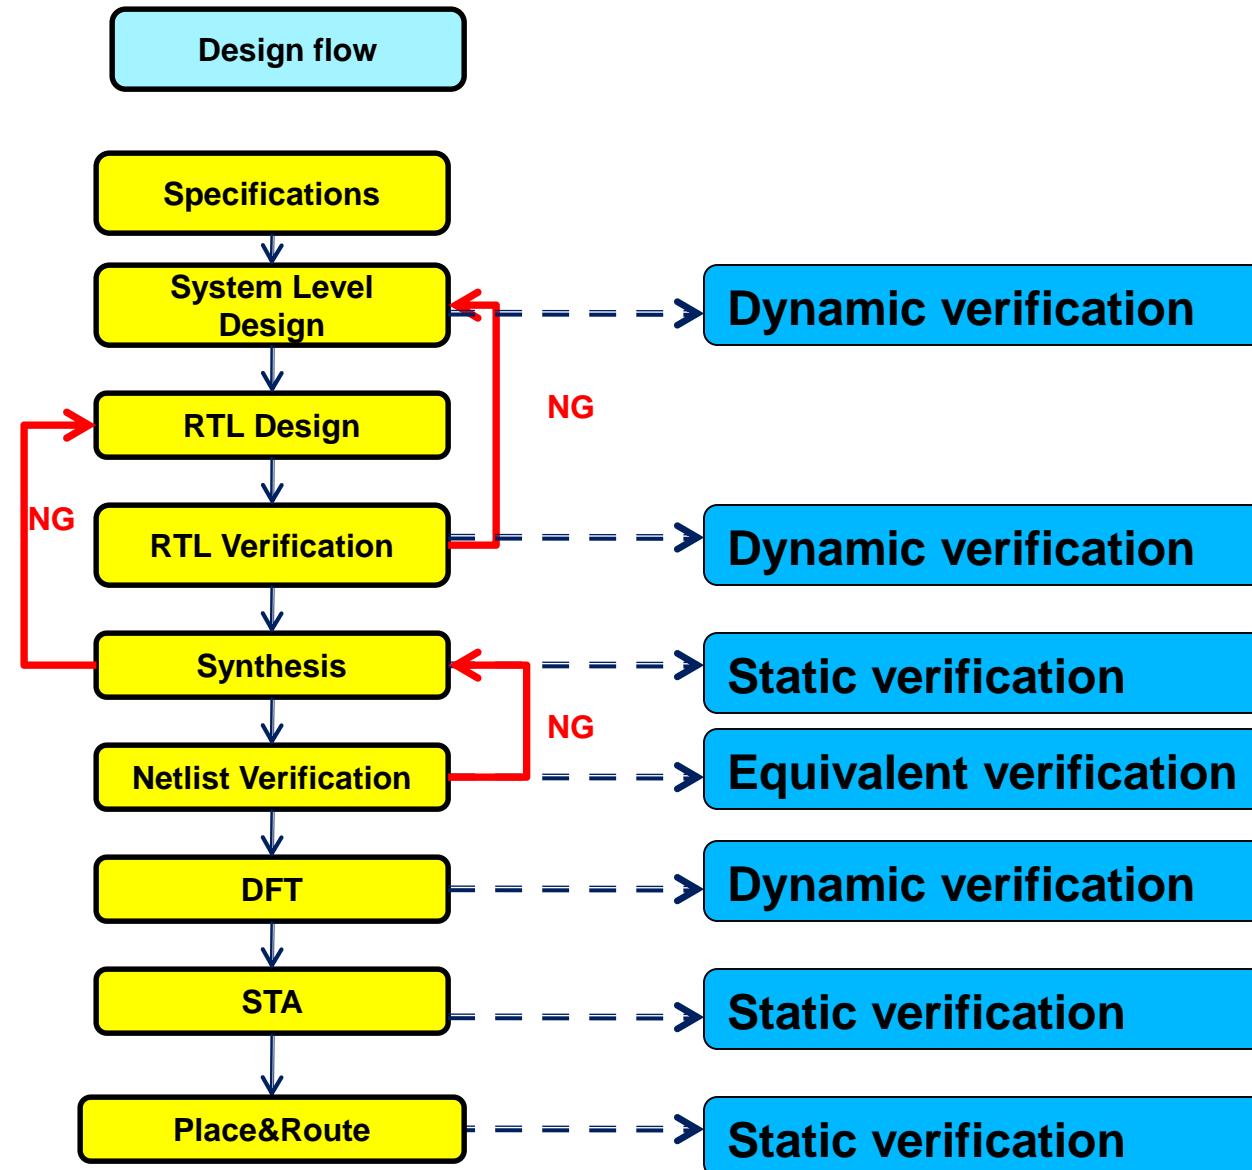 Design flow
Specifications
System Level
Design
Dynamic verification
NG
RTL Design
NG
RTL Verification
Dynamic verification
Synthesis
Static verification
NG
Netlist Verification
Equivalent verification
DFT
Dynamic verification
STA
Static verification
Place&Route
Static verification